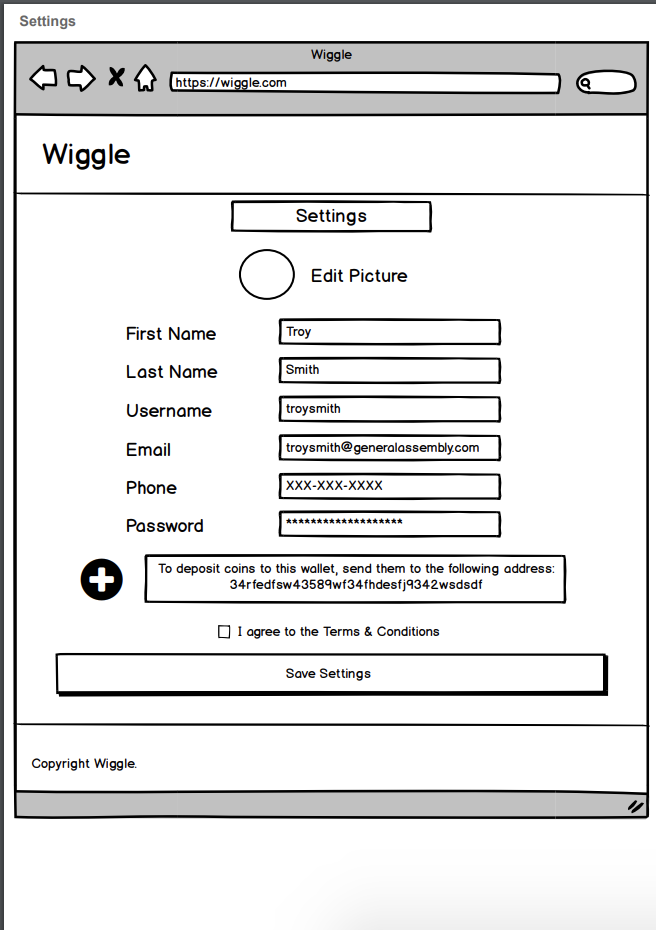 Settings
Wiggle
https://wiggle.com
Wiggle
Settings
Edit Picture
First Name Troy
Last Name Smith
Username troysmith
Email troysmith@generalassembly.com
Phone XXX-XXX-XXXX
Password *******************
To deposit coins to this wallet, send them to the following address:
34rfedfsw43589wf34fhdesfj9342wsdsdf
I agree to the Terms & Conditions
Save Settings
Copyright Wiggle.